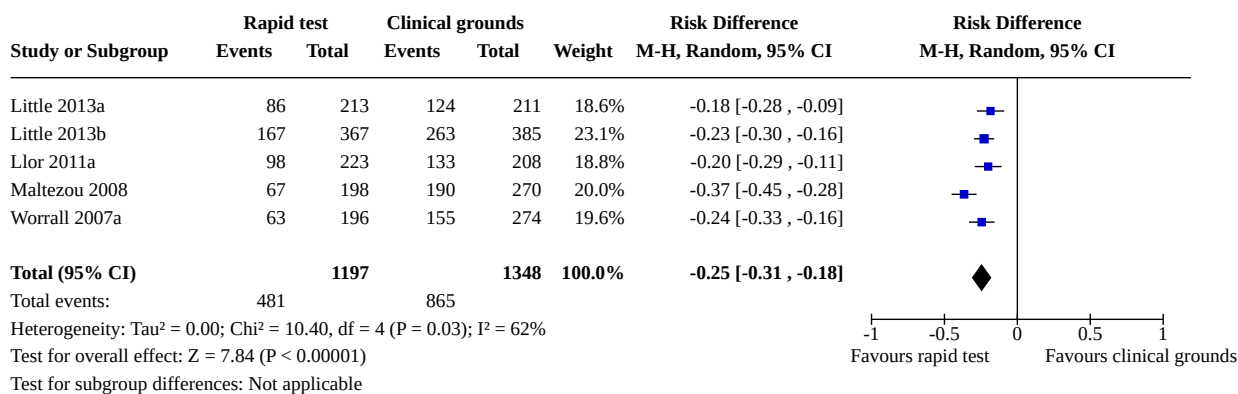 Rapid test Clinical grounds Risk Difference Risk Difference
Study or Subgroup Events Total Events Total Weight M-H, Random, 95% CI M-H, Random, 95% CI
Little 2013a 86 213 124 211 18.6% -0.18 [-0.28 , -0.09]
Little 2013b 167 367 263 385 23.1% -0.23 [-0.30 , -0.16]
Llor 2011a 98 223 133 208 18.8% -0.20 [-0.29 , -0.11]
Maltezou 2008 67 198 190 270 20.0% -0.37 [-0.45 , -0.28]
Worrall 2007a 63 196 155 274 19.6% -0.24 [-0.33 , -0.16]
Total (95% CI) 1197 1348 100.0% -0.25 [-0.31 , -0.18]
Total events: 481 865
Heterogeneity: Tau² = 0.00; Chi² = 10.40, df = 4 (P = 0.03); I² = 62%
-1 -0.5 0 0.5 1
Test for overall effect: Z = 7.84 (P < 0.00001) Favours rapid test Favours clinical grounds
Test for subgroup differences: Not applicable